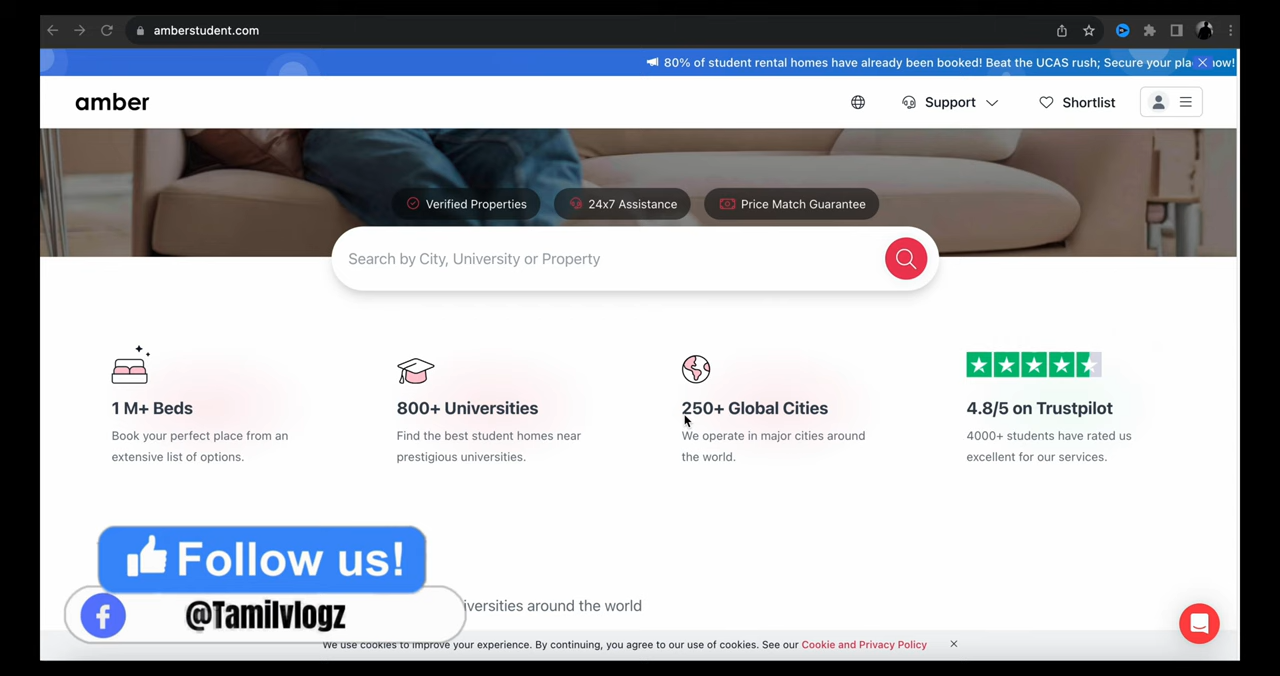 amberstudent.com
80% of student rental homes have already been booked! Beat the UCAS rush; Secure your pla now!
amber
Support
Shortlist
Verified Properties
24x7 Assistance
Price Match Guarantee
Search by City, University or Property
1 M+ Beds
Book your perfect place from an
extensive list of options.
800+ Universities
Find the best student homes near
prestigious universities.
250+ Global Cities
We operate in major cities around
the world.
4.8/5 on Trustpilot
4000+ students have rated us
excellent for our services.
Follow us!
@Tamilvlogz
iversities around the world
We use cookies to improve your experience. By continuing, you agree to our use of cookies. See our Cookie and Privacy Policy